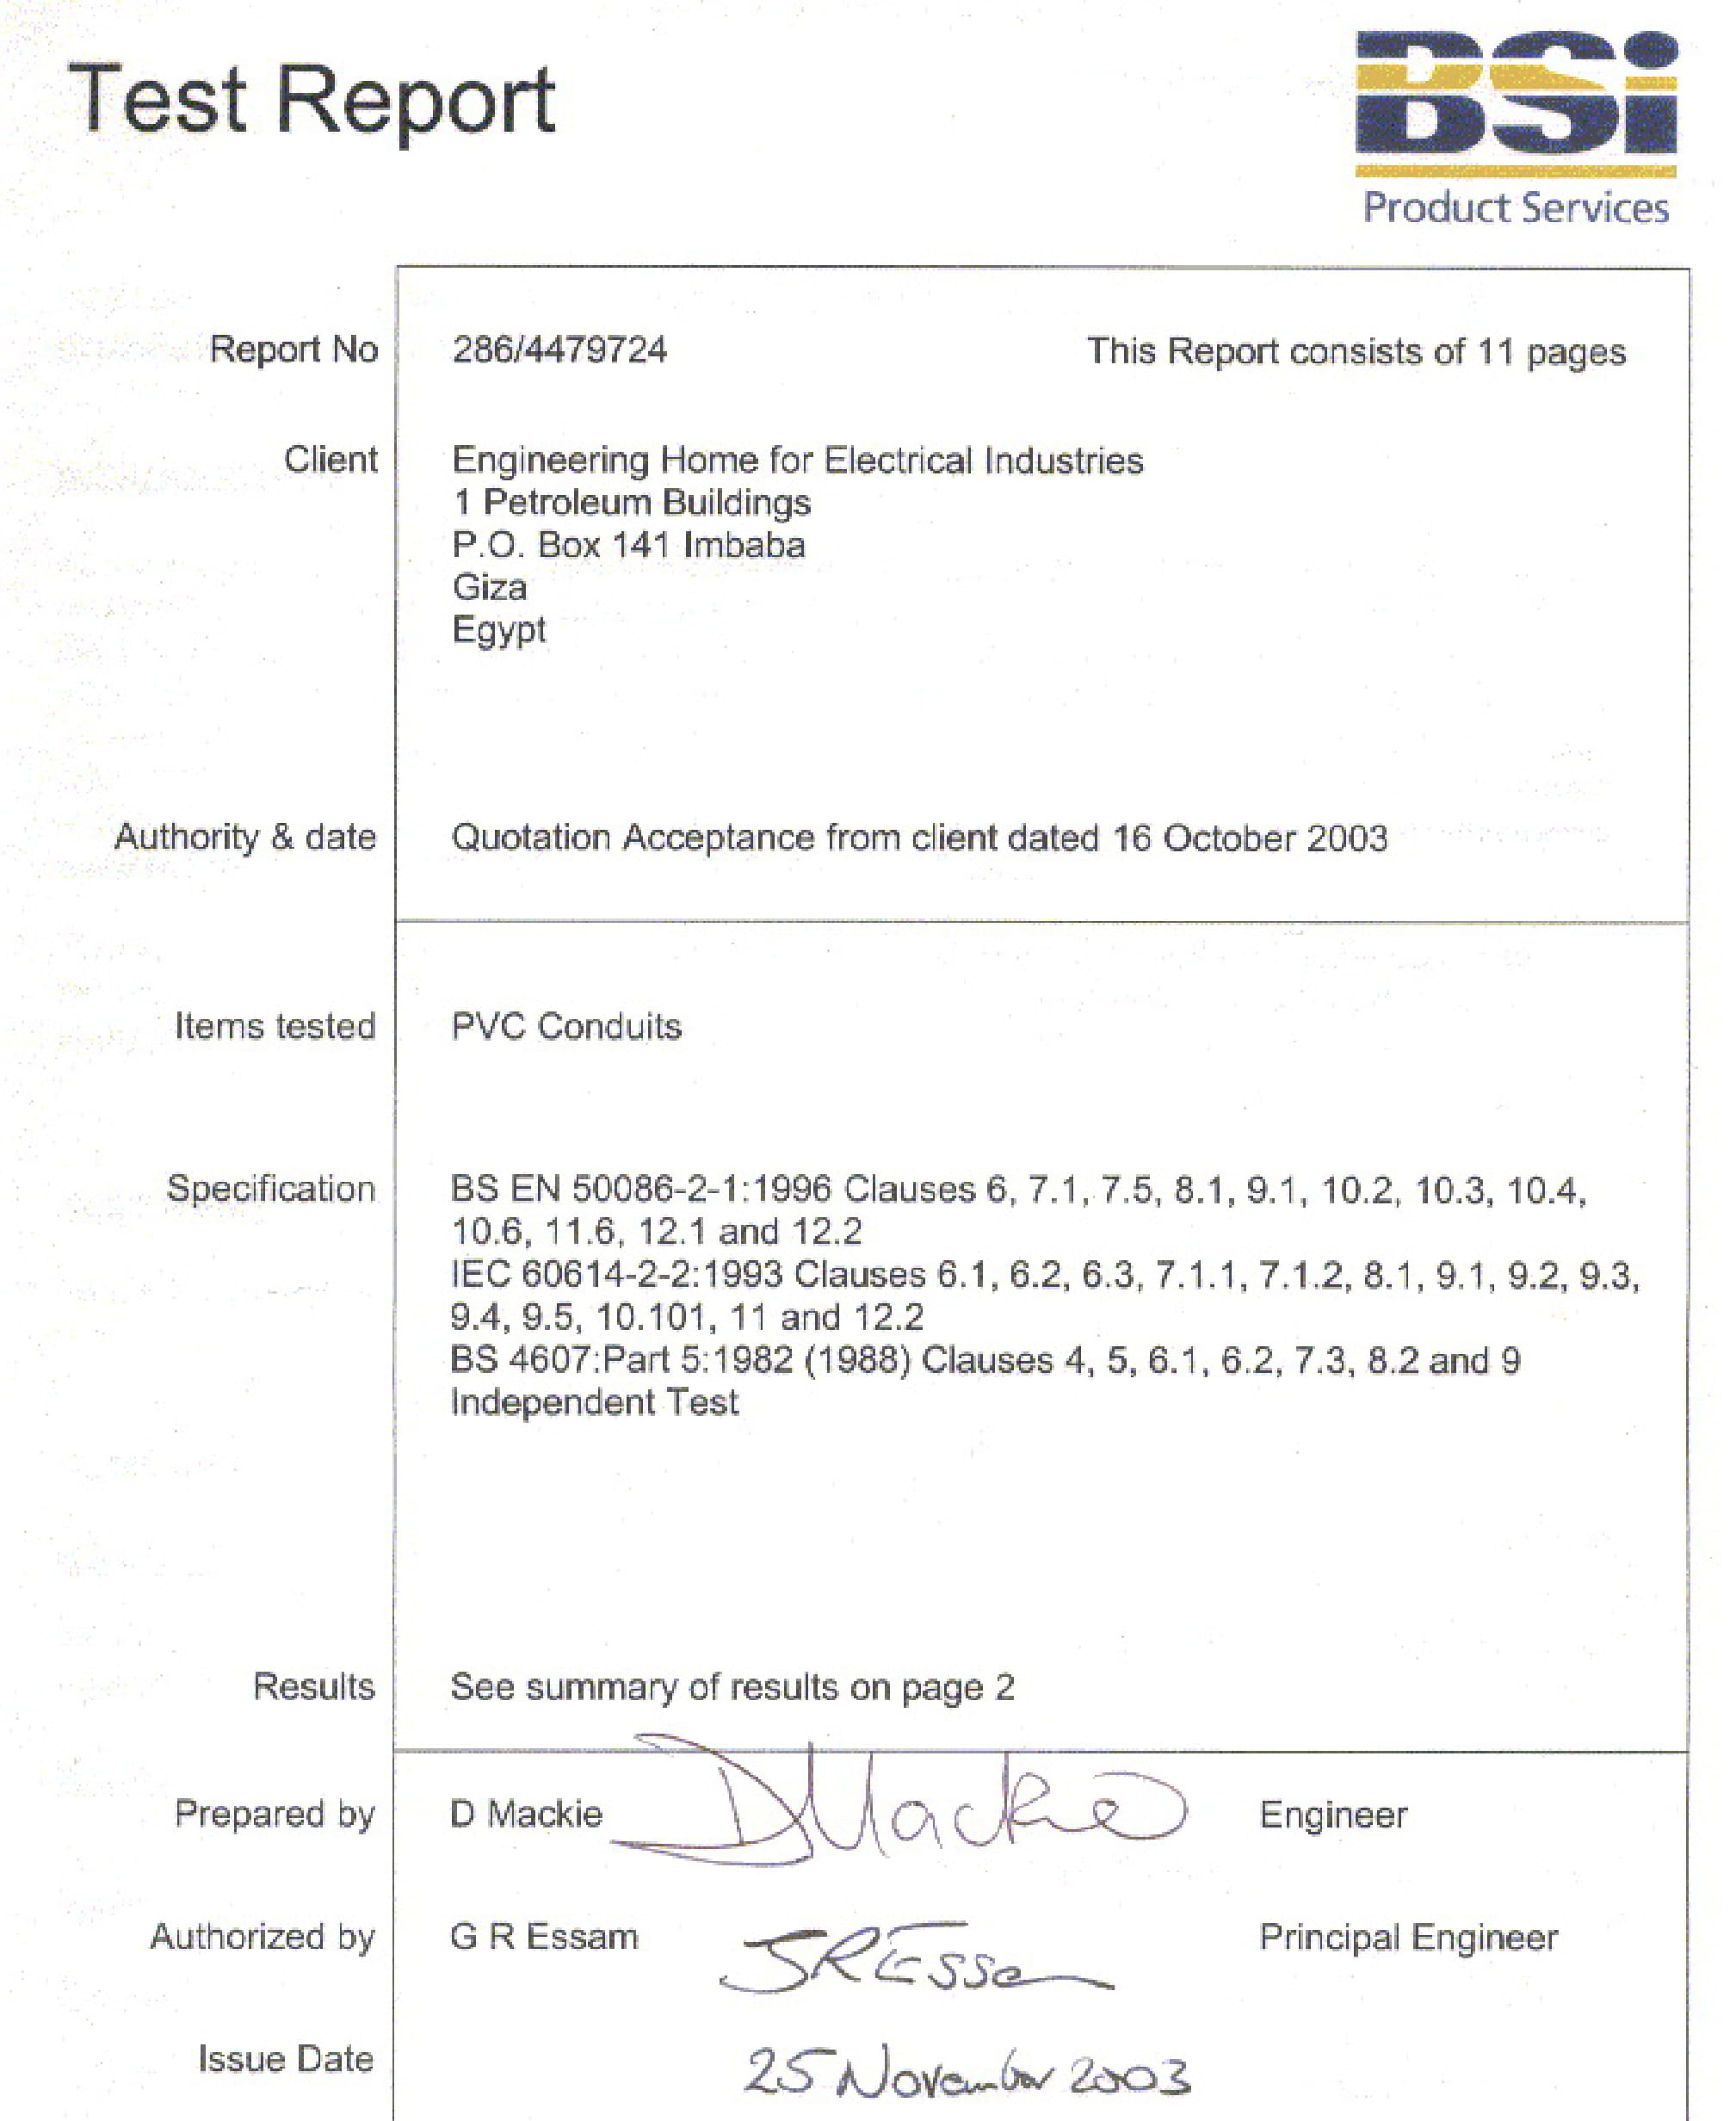 Test Report
BSi
Product Services
Report No
286/4479724
This Report consists of 11 pages
Client
Engineering Home for Electrical Industries
1 Petroleum Buildings
P.O. Box 141 Imbaba
Giza
Egypt
Authority & date
Quotation Acceptance from client dated 16 October 2003
Items tested
PVC Conduits
Specification
BS EN 50086-2-1:1996 Clauses 6, 7.1, 7.5, 8.1, 9.1, 10.2, 10.3, 10.4,
10.6, 11.6, 12.1 and 12.2
IEC 60614-2-2:1993 Clauses 6.1, 6.2, 6.3, 7.1.1, 7.1.2, 8.1, 9.1, 9.2, 9.3,
9.4, 9.5, 10.101, 11 and 12.2
BS 4607:Part 5:1982 (1988) Clauses 4, 5, 6.1, 6.2, 7.3, 8.2 and 9
Independent Test
Results
See summary of results on page 2
Prepared by
D Mackie
DMackie
Engineer
Authorized by
G R Essam
GREssam
Principal Engineer
Issue Date
25 November 2003